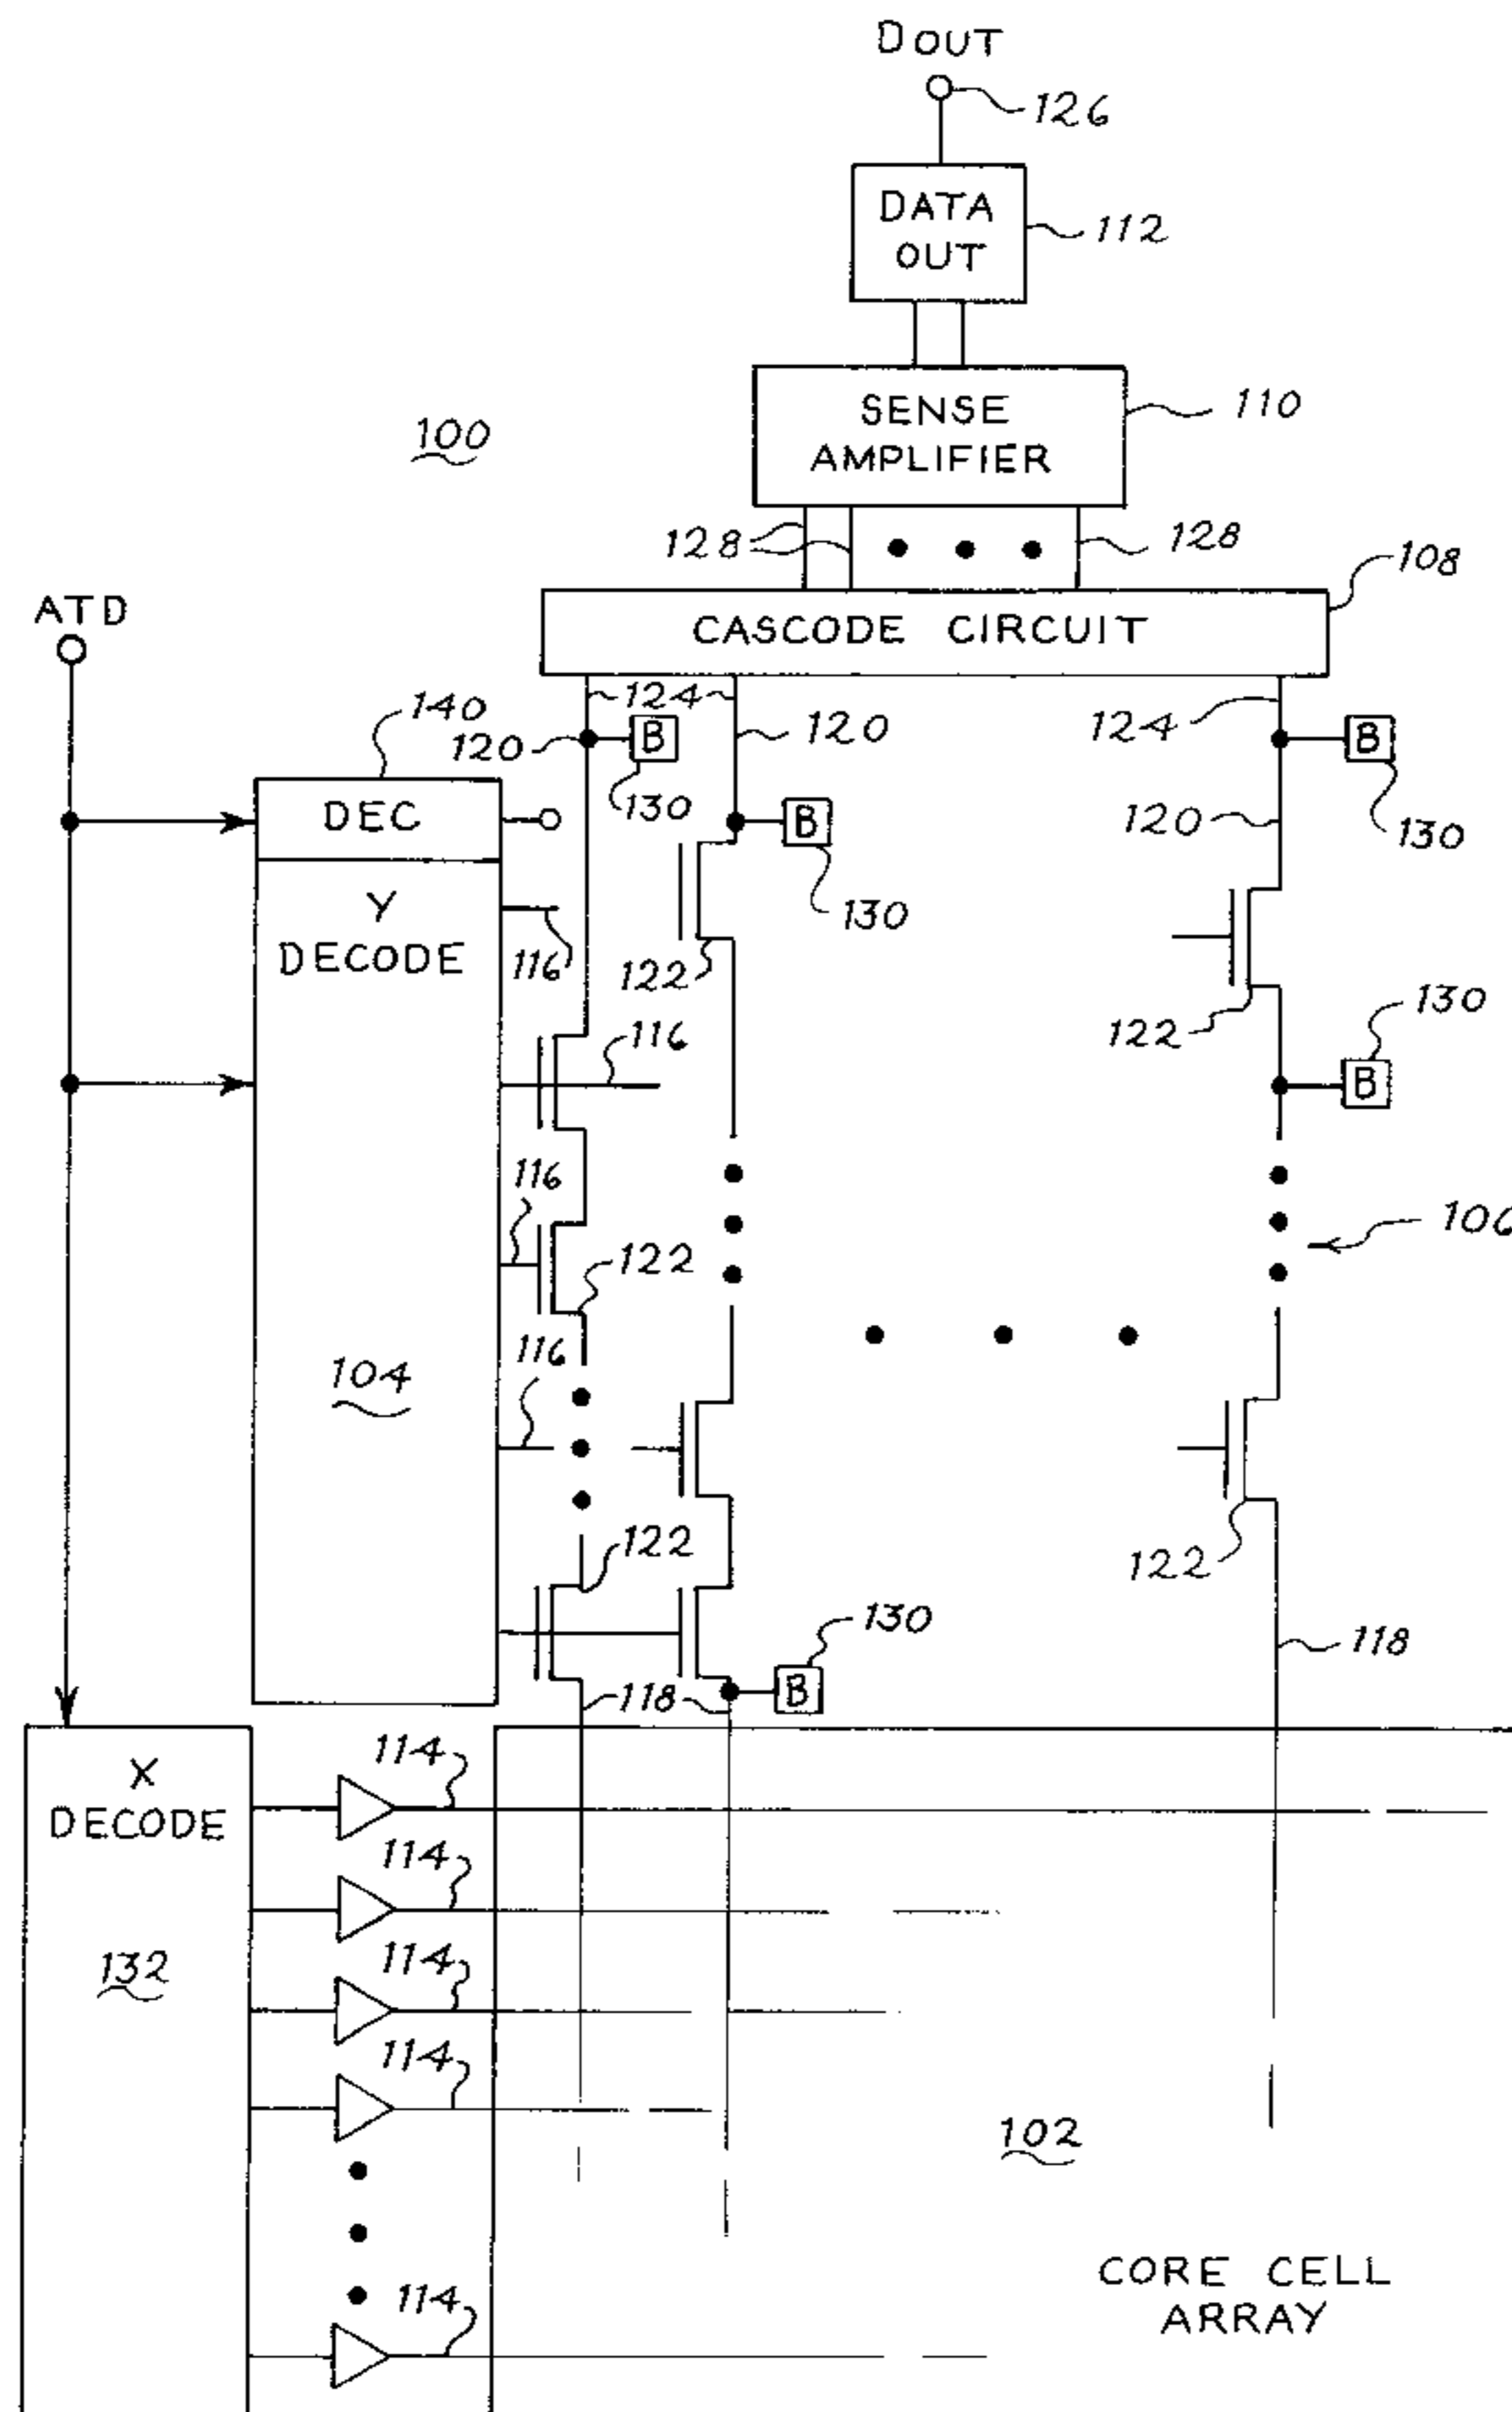 DOUT
126
DATA
OUT
112
SENSE
AMPLIFIER
110
100
128
128
108
ATD
CASCODE CIRCUIT
140
124
120
B
120
124
B
130
B
120
130
DEC
130
Y
DECODE
116
122
122
130
B
116
116
122
106
116
104
122
122
130
B
118
118
X
DECODE
114
114
132
114
114
102
114
CORE CELL
ARRAY